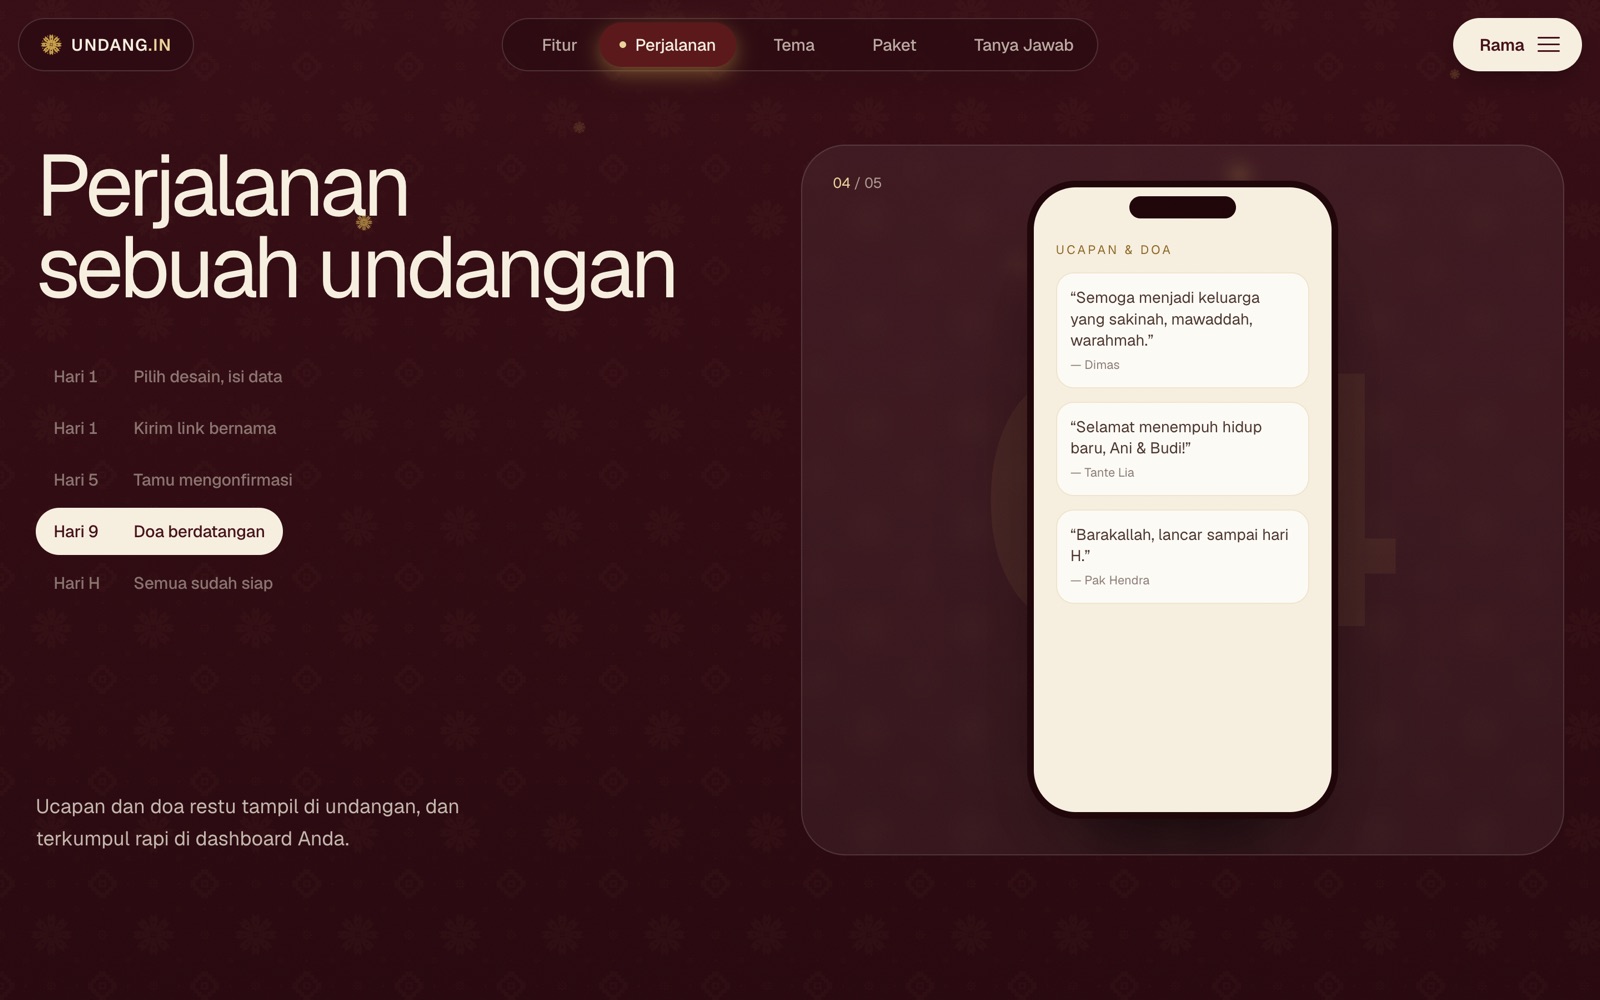 UNDANG.IN
Fitur
Perjalanan
Tema
Paket
Tanya Jawab
Rama
Perjalanan
sebuah undangan
Hari 1 Pilih desain, isi data
Hari 1 Kirim link bernama
Hari 5 Tamu mengonfirmasi
Hari 9 Doa berdatangan
Hari H Semua sudah siap
Ucapan dan doa restu tampil di undangan, dan
terkumpul rapi di dashboard Anda.
04 / 05
UCAPAN & DOA
“Semoga menjadi keluarga
yang sakinah, mawaddah,
warahmah.”
— Dimas
“Selamat menempuh hidup
baru, Ani & Budi!”
— Tante Lia
“Barakallah, lancar sampai hari
H.”
— Pak Hendra